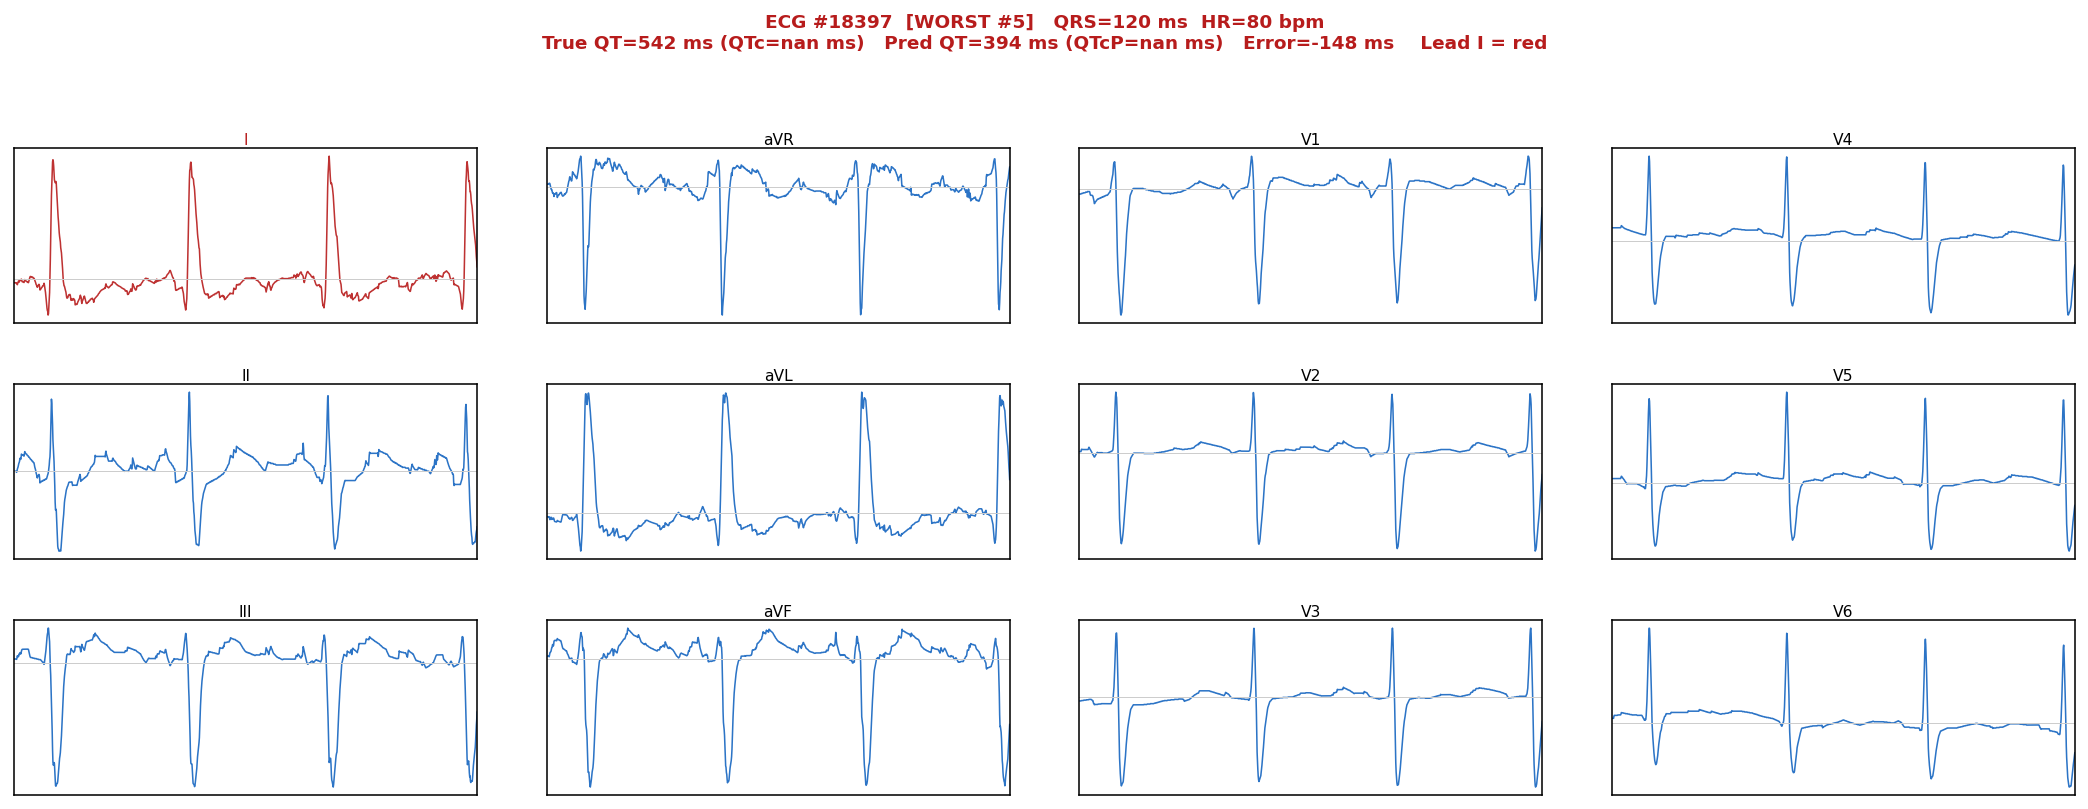 ECG #18397  [WORST #5]   QRS=120 ms  HR=80 bpm
True QT=542 ms (QTc=nan ms)   Pred QT=394 ms (QTcP=nan ms)   Error=-148 ms    Lead I = red
I
aVR
V1
V4
II
aVL
V2
V5
III
aVF
V3
V6